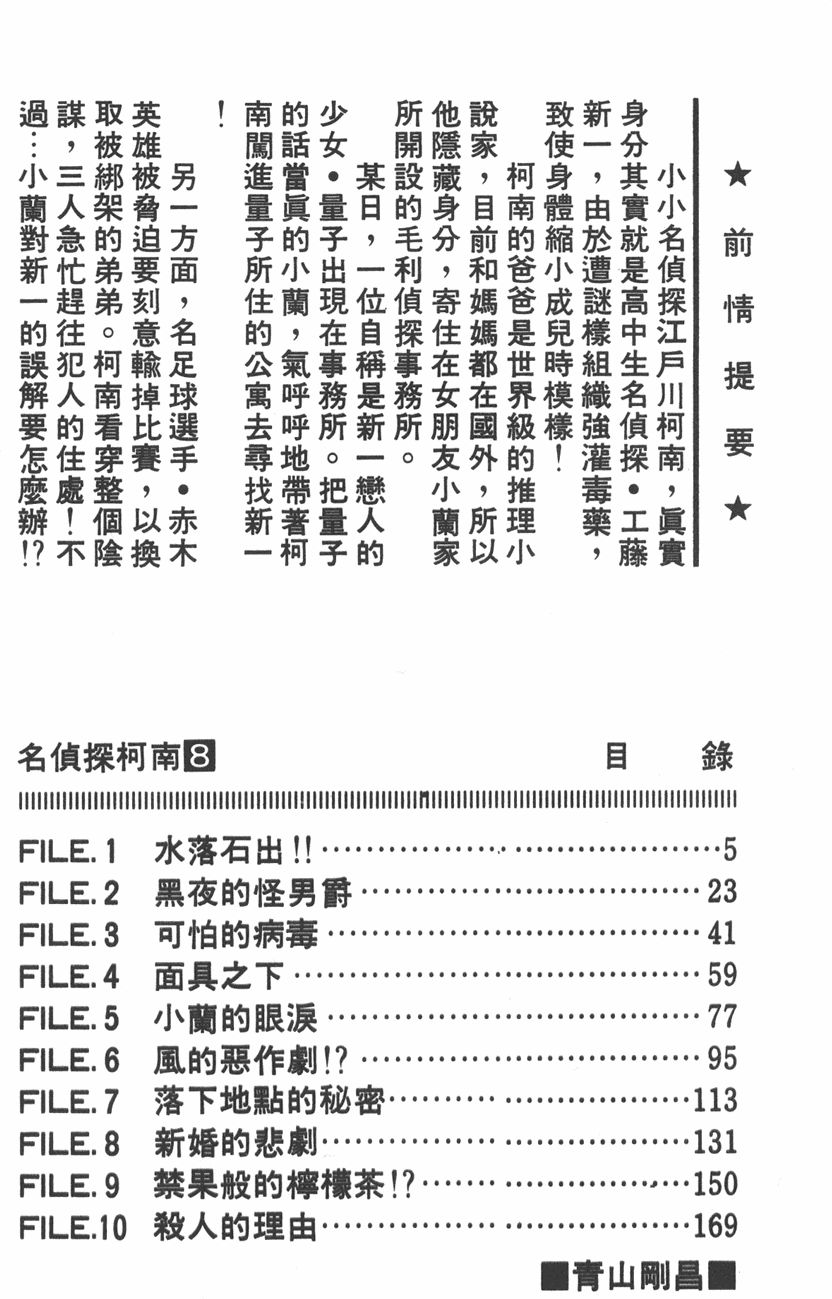 ★前情提要★
小小名偵探江戶川柯南，眞實
身分其實就是高中生名偵探•工藤
新一，由於遭謎樣組織強灌毒藥，
致使身體縮小成兒時模樣！
柯南的爸爸是世界級的推理小
說家，目前和媽媽都在國外，所以
他隱藏身分，寄住在女朋友小蘭家
所開設的毛利偵探事務所。
某日，一位自稱是新一戀人的
少女•量子出現在事務所。把量子
的話當眞的小蘭，氣呼呼地帶著柯
南闖進量子所住的公寓去尋找新一
！
另一方面，名足球選手•赤木
英雄被脅迫要刻意輸掉比賽，以換
取被綁架的弟弟。柯南看穿整個陰
謀，三人急忙趕往犯人的住處！不
過…小蘭對新一的誤解要怎麼辦!?
名偵探柯南8 目 錄
FILE.1 水落石出!!……………………………5
FILE.2 黑夜的怪男爵……………………………23
FILE.3 可怕的病毒……………………………41
FILE.4 面具之下……………………………59
FILE.5 小蘭的眼淚……………………………77
FILE.6 風的惡作劇!?……………………………95
FILE.7 落下地點的秘密……………………………113
FILE.8 新婚的悲劇……………………………131
FILE.9 禁果般的檸檬茶!?……………………………150
FILE.10 殺人的理由……………………………169
■青山剛昌■